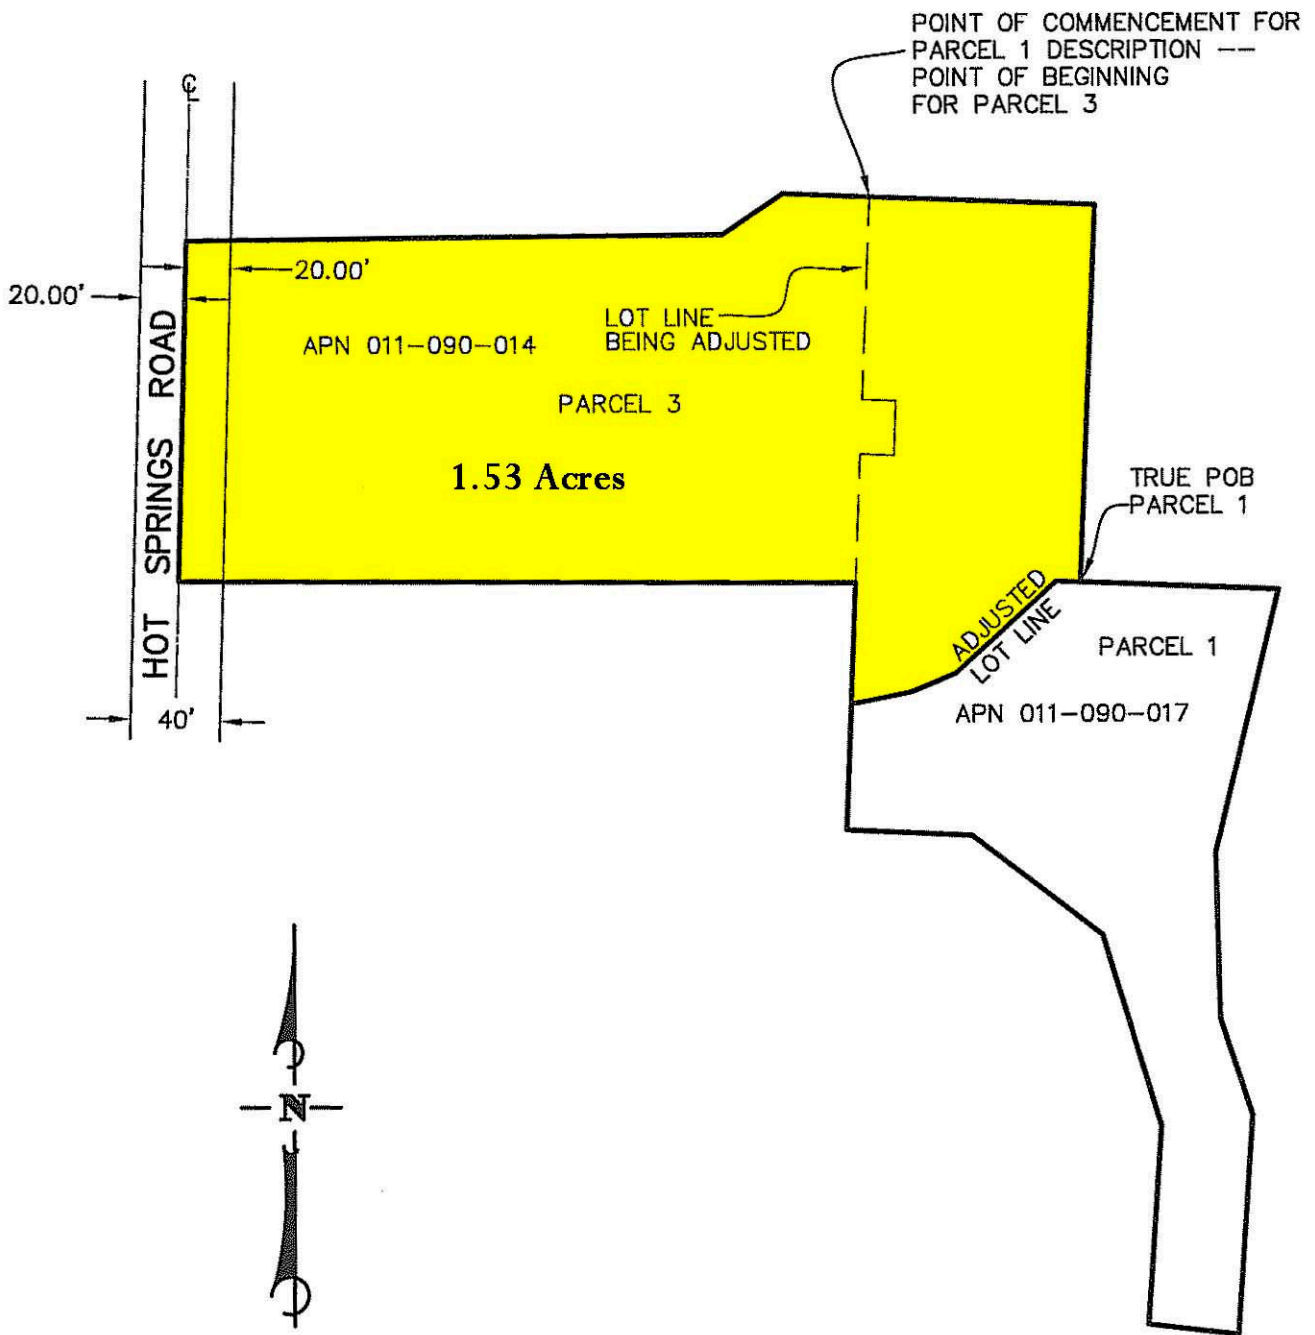 POINT OF COMMENCEMENT FOR
PARCEL 1 DESCRIPTION --
POINT OF BEGINNING
FOR PARCEL 3
℄
20.00'
20.00'
LOT LINE
BEING ADJUSTED
APN 011-090-014
PARCEL 3
1.53 Acres
HOT SPRINGS ROAD
TRUE POB
PARCEL 1
ADJUSTED
LOT LINE
PARCEL 1
APN 011-090-017
40'
N